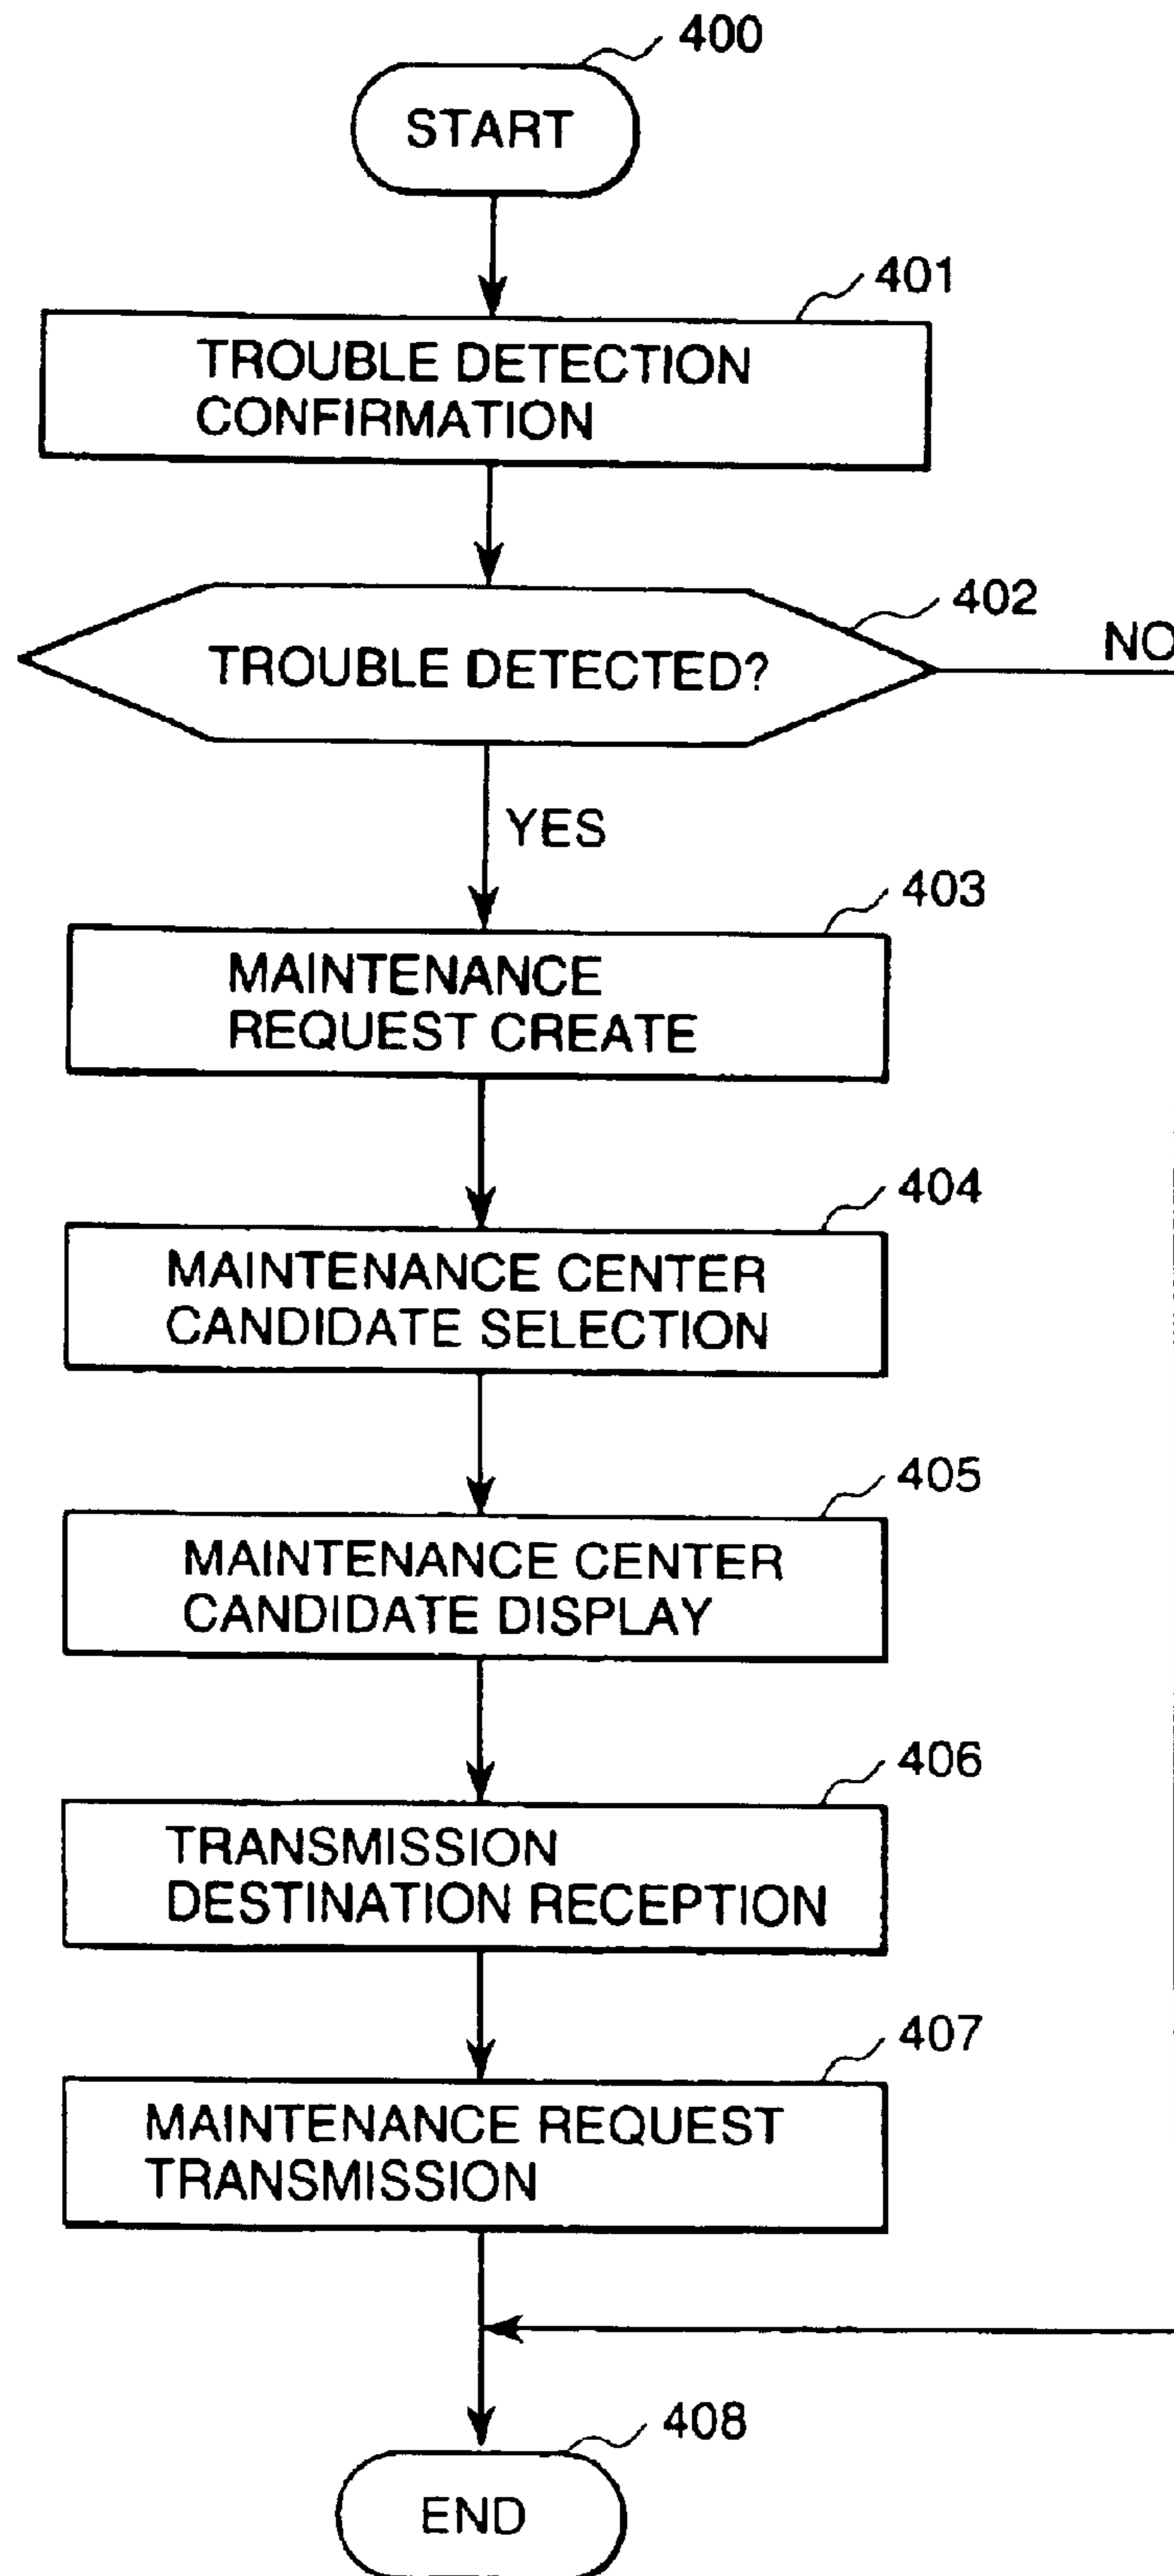 400
START
401
TROUBLE DETECTION
CONFIRMATION
402
TROUBLE DETECTED?
NO
YES
403
MAINTENANCE
REQUEST CREATE
404
MAINTENANCE CENTER
CANDIDATE SELECTION
405
MAINTENANCE CENTER
CANDIDATE DISPLAY
406
TRANSMISSION
DESTINATION RECEPTION
407
MAINTENANCE REQUEST
TRANSMISSION
408
END